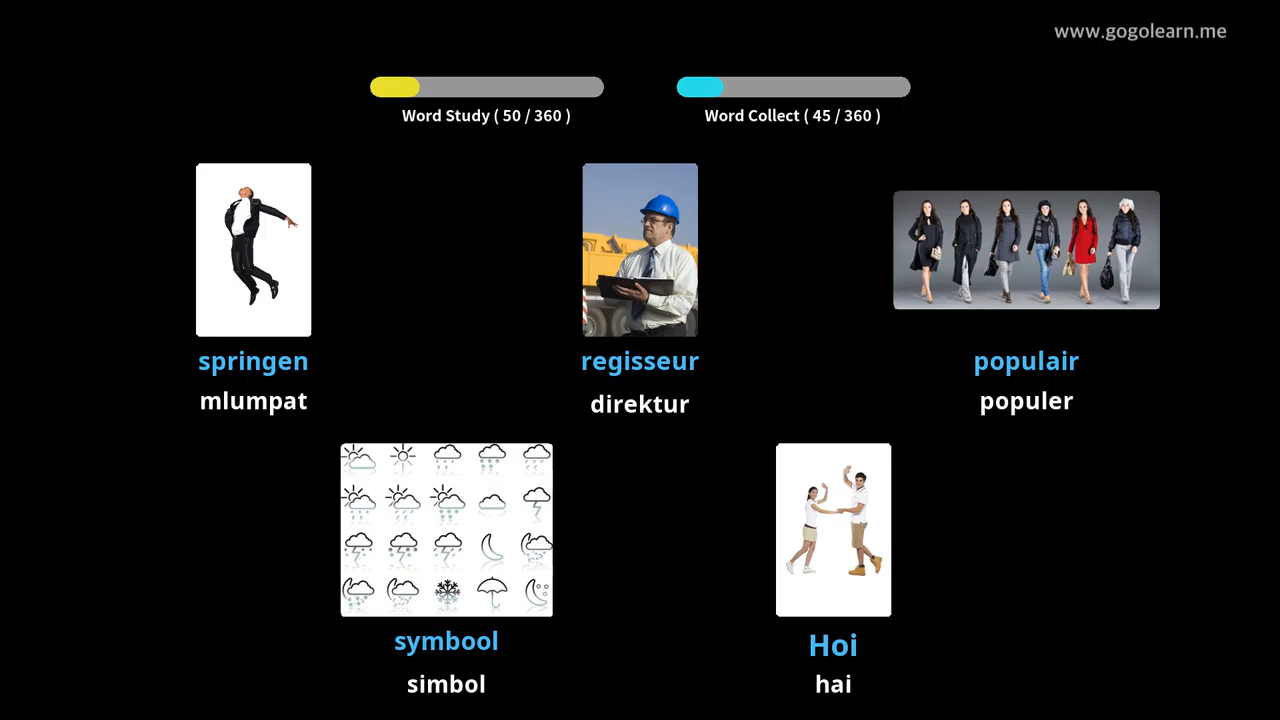 www.gogolearn.me
Word Study ( 50 / 360 )
Word Collect ( 45 / 360 )
springen
mlumpat
regisseur
direktur
populair
populer
symbool
simbol
Hoi
hai